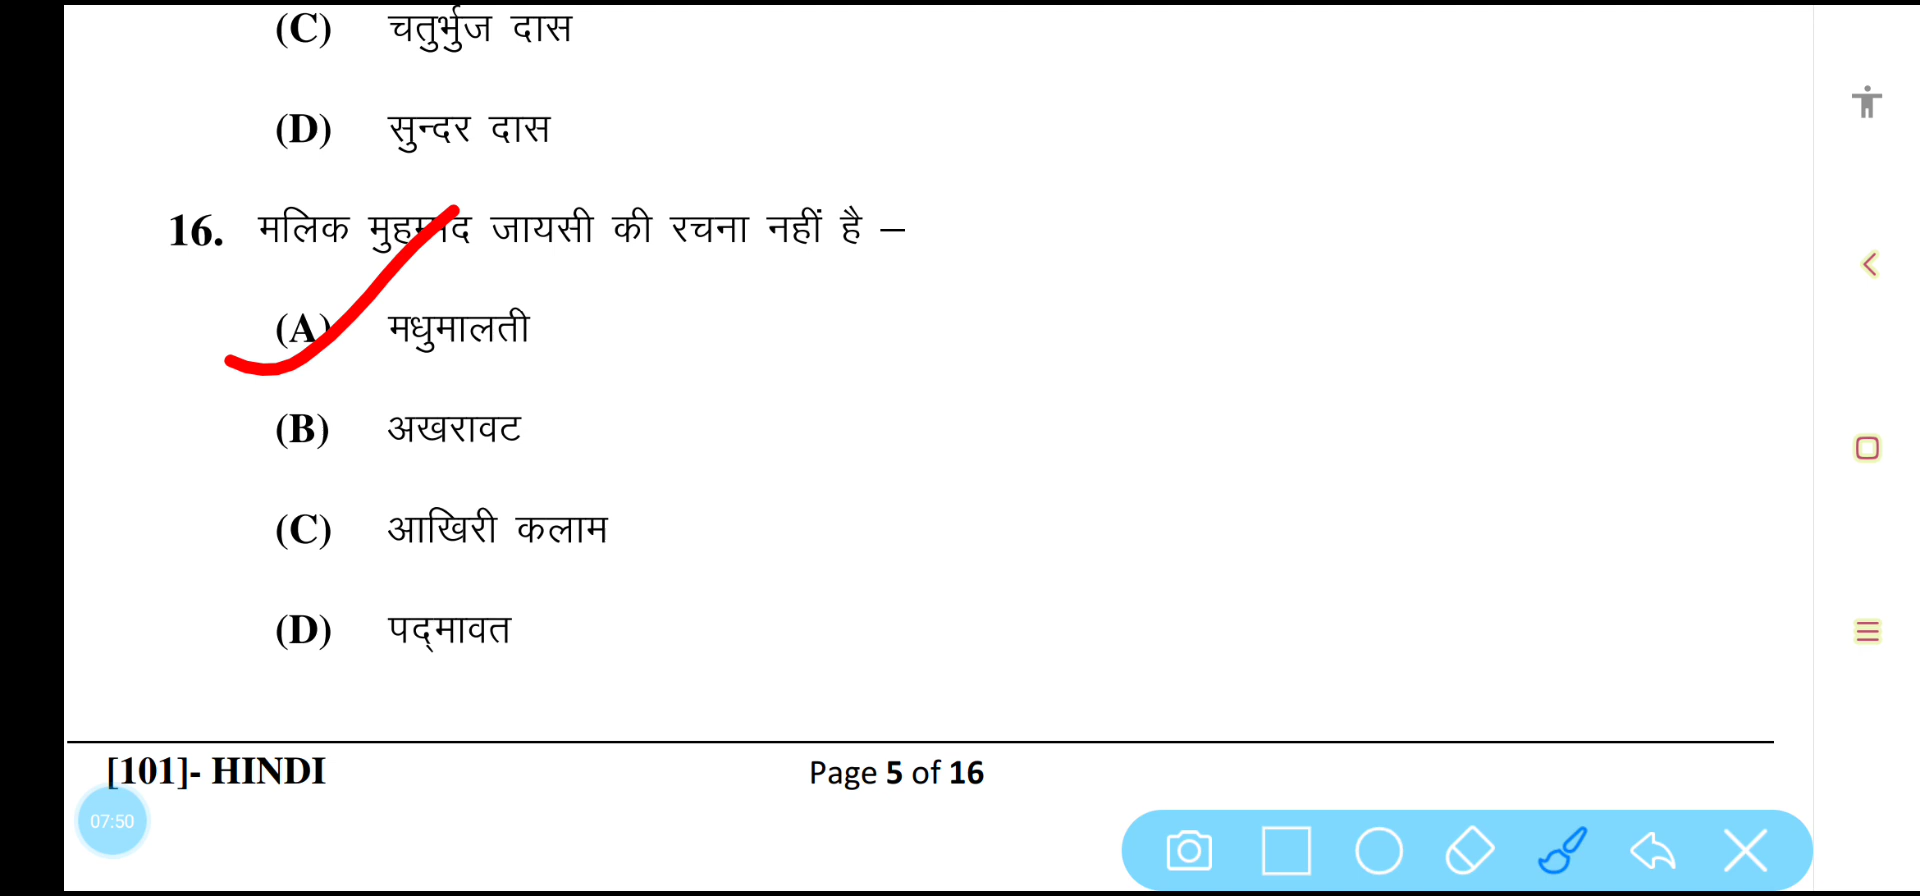 (C) चतुर्भुज दास
(D) सुन्दर दास
16. मलिक मुहम्मद जायसी की रचना नहीं है –
(A) मधुमालती
(B) अखरावट
(C) आखिरी कलाम
(D) पद्‌मावत
[101]- HINDI Page 5 of 16
07:50